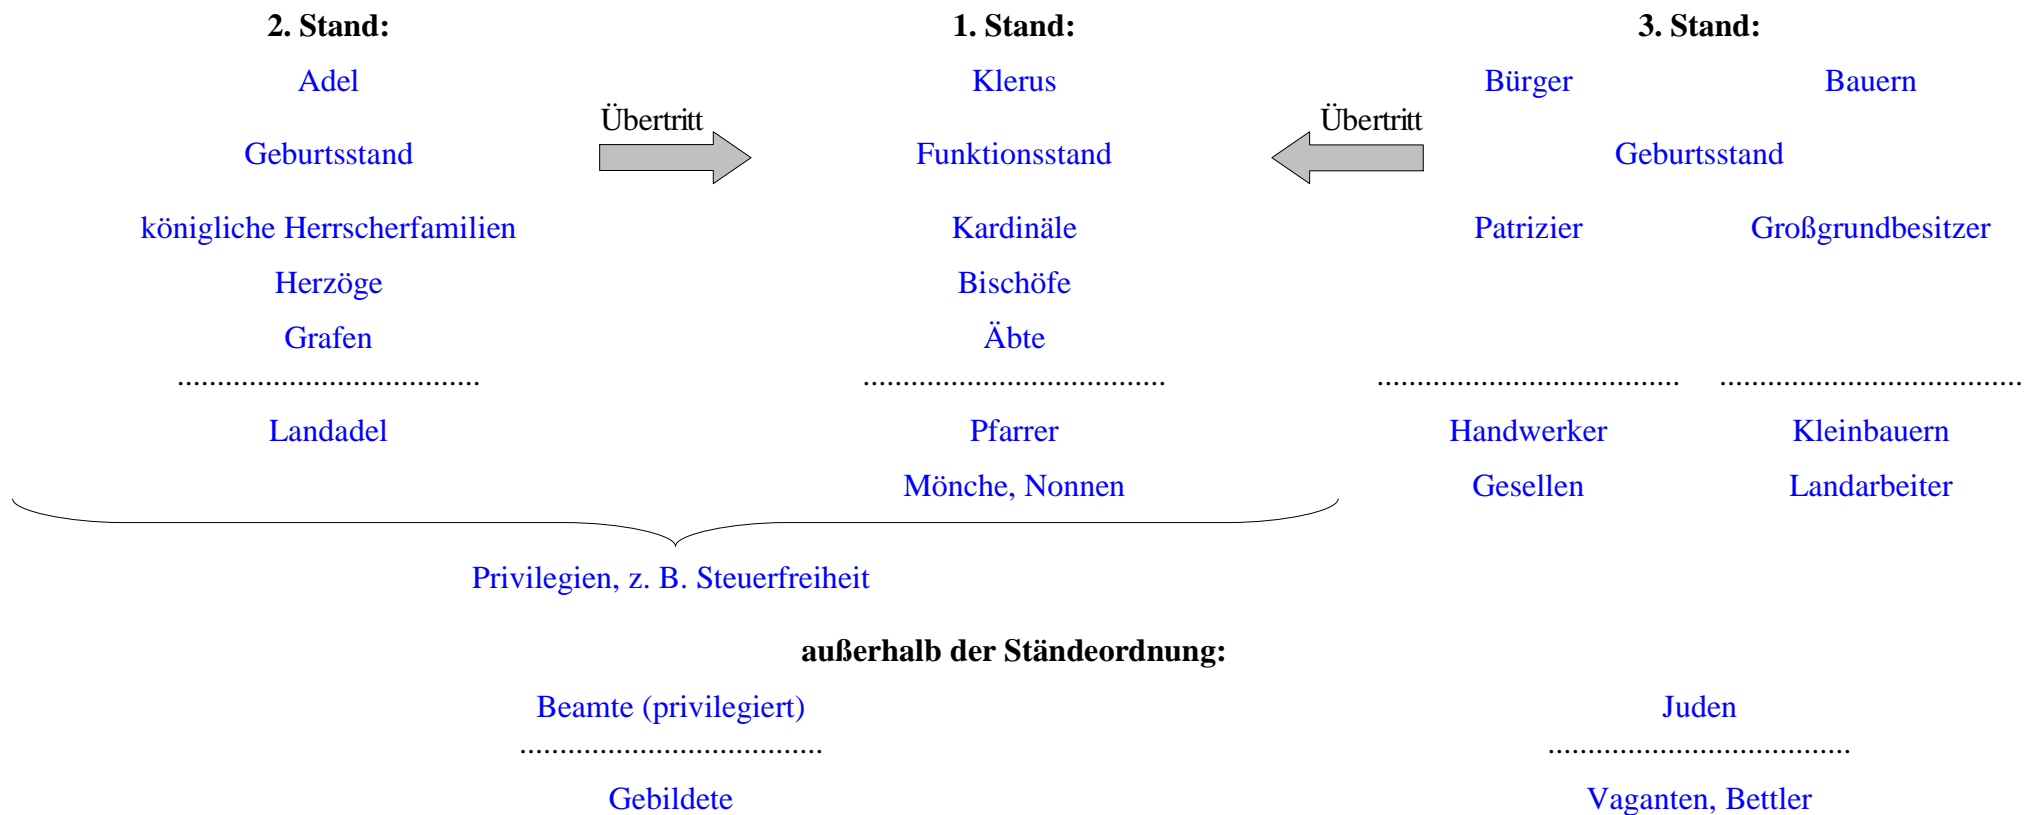 2. Stand: 1. Stand: 3. Stand:
Adel Klerus Bürger Bauern
Übertritt Übertritt
Geburtsstand Funktionsstand Geburtsstand
königliche Herrscherfamilien Kardinäle Patrizier Großgrundbesitzer
Herzöge Bischöfe
Grafen Äbte
...................................... ...................................... ...................................... ......................................
Landadel Pfarrer Handwerker Kleinbauern
Mönche, Nonnen Gesellen Landarbeiter
Privilegien, z. B. Steuerfreiheit
außerhalb der Ständeordnung:
Beamte (privilegiert) Juden
...................................... ......................................
Gebildete Vaganten, Bettler